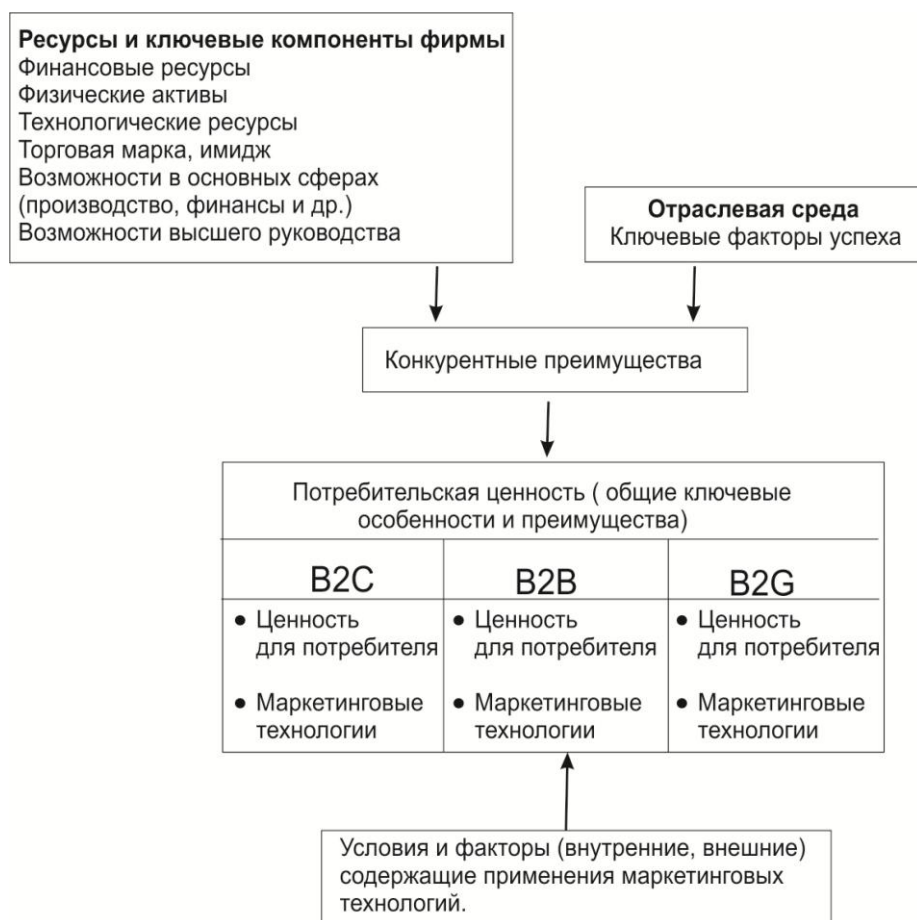 Ресурсы и ключевые компоненты фирмы
Финансовые ресурсы
Физические активы
Технологические ресурсы
Торговая марка, имидж
Возможности в основных сферах
(производство, финансы и др.)
Возможности высшего руководства
Отраслевая среда
Ключевые факторы успеха
Конкурентные преимущества
Потребительская ценность ( общие ключевые
особенности и преимущества)
B2C
B2B
B2G
● Ценность
для потребителя
● Маркетинговые
технологии
● Ценность
для потребителя
● Маркетинговые
технологии
● Ценность
для потребителя
● Маркетинговые
технологии
Условия и факторы (внутренние, внешние)
содержащие применения маркетинговых
технологий.